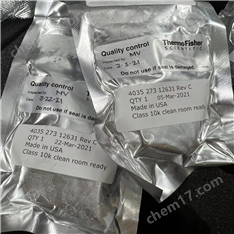 Quality control
Inspected by MV
3-5-21
Do not use if seal is damaged.
ThermoFisher
SCIENTIFIC
4035 273 12631 Rev C
QTY 1 05-Mar-2021
Made in USA
Class 10k clean room ready
Quality control
MV
3-22-21
Do not use if seal is damaged.
4035 273 12631 Rev C
QTY 1
22-Mar-2021
Made in USA
Class 10k clean room ready
www.chem17.com